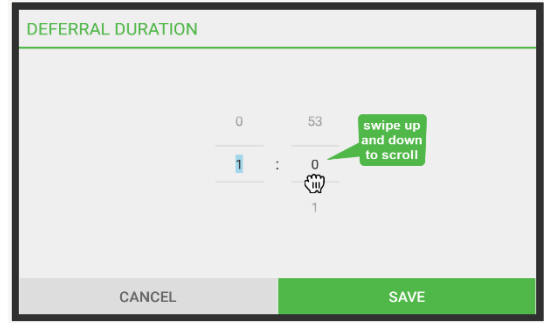 DEFERRAL DURATION
0 53
1 : 0
1
swipe up
and down
to scroll
CANCEL SAVE